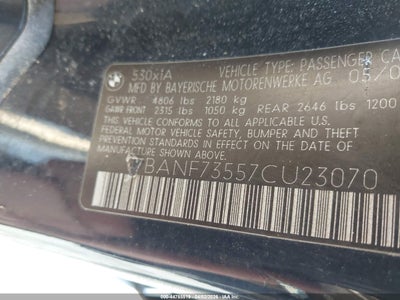 530xiA VEHICLE TYPE: PASSENGER CA
MFD BY BAYERISCHE MOTORENWERKE AG 05/0
GVWR 4806 lbs 2180 kg
GAWR FRONT 2315 lbs 1050 kg REAR 2646 lbs 1200
THIS VEHICLE CONFORMS TO ALL APPLICABLE U.S.
FEDERAL MOTOR VEHICLE SAFETY, BUMPER AND
THEFT PREVENTION STANDARDS IN EFFECT ON THE
DATE OF MANUFACTURE SHOWN ABOVE.
WBANF73557CU23070